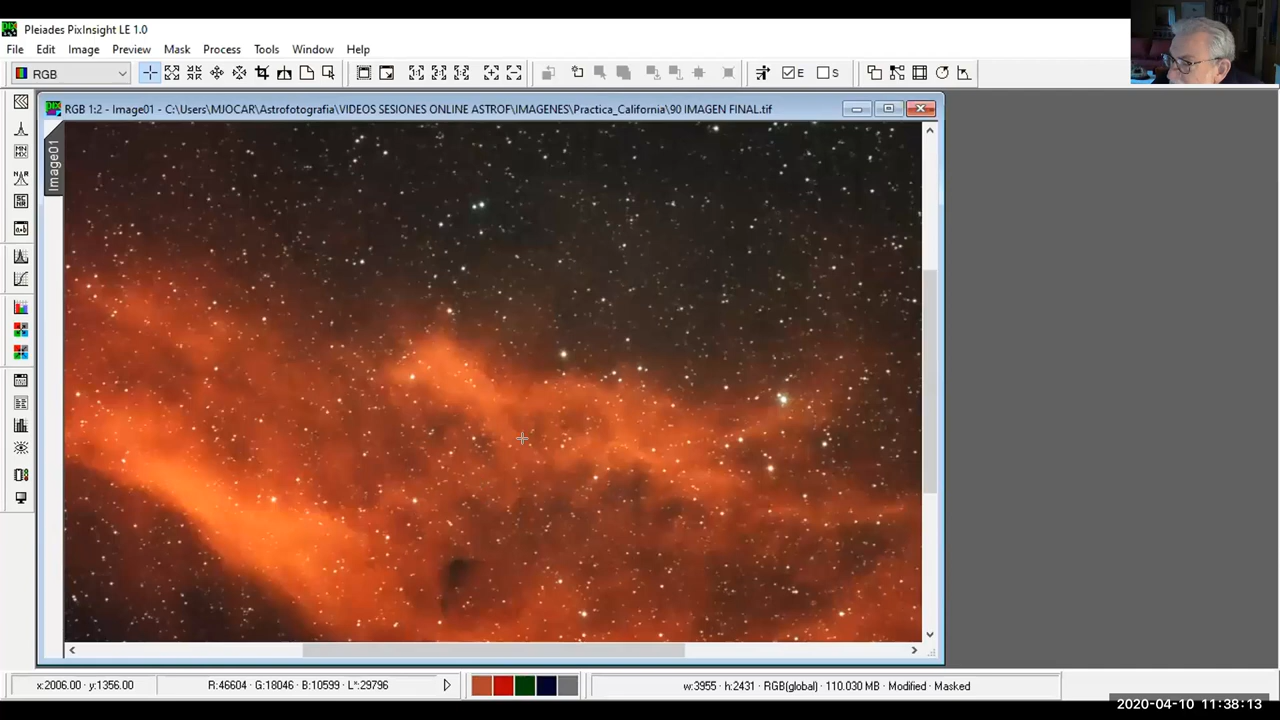 Pleiades PixInsight LE 1.0
File Edit Image Preview Mask Process Tools Window Help
RGB
E
S
RGB 1:2 - Image01 - C:\Users\MJOCAR\Astrofotografia\VIDEOS SESIONES ONLINE ASTROF\IMAGENES\Practica_California\90 IMAGEN FINAL.tif
Image01
x:2006.00 · y:1356.00
R:46604 · G:18046 · B:10599 · L*:29796
w:3955 · h:2431 · RGB(global) · 110.030 MB · Modified · Masked
2020-04-10 11:38:13